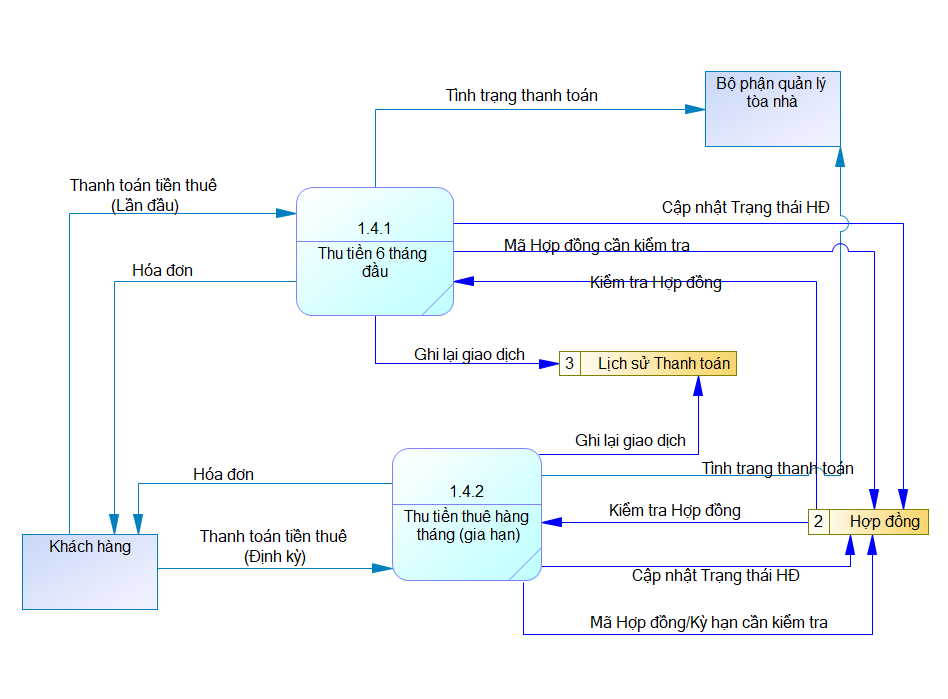 Bộ phận quản lý
tòa nhà
Tình trạng thanh toán
Thanh toán tiền thuê
(Lần đầu)
Cập nhật Trạng thái HĐ
1.4.1
Thu tiền 6 tháng
đầu
Mã Hợp đồng cần kiểm tra
Hóa đơn
Kiểm tra Hợp đồng
Ghi lại giao dịch
3 Lịch sử Thanh toán
Ghi lại giao dịch
Tình trạng thanh toán
Hóa đơn
1.4.2
Thu tiền thuê hàng
tháng (gia hạn)
Kiểm tra Hợp đồng
2 Hợp đồng
Thanh toán tiền thuê
(Định kỳ)
Khách hàng
Cập nhật Trạng thái HĐ
Mã Hợp đồng/Kỳ hạn cần kiểm tra